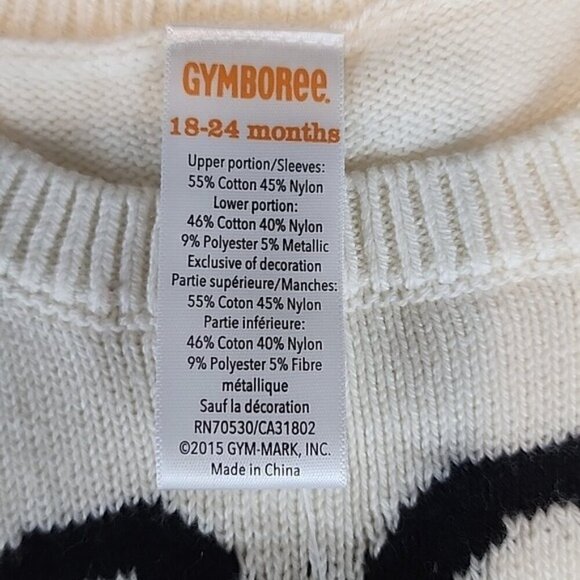 GYMBOREE.
18-24 months
Upper portion/Sleeves:
55% Cotton 45% Nylon
Lower portion:
46% Cotton 40% Nylon
9% Polyester 5% Metallic
Exclusive of decoration
Partie supérieure/Manches:
55% Coton 45% Nylon
Partie inférieure:
46% Coton 40% Nylon
9% Polyester 5% Fibre
métallique
Sauf la décoration
RN70530/CA31802
©2015 GYM-MARK, INC.
Made in China